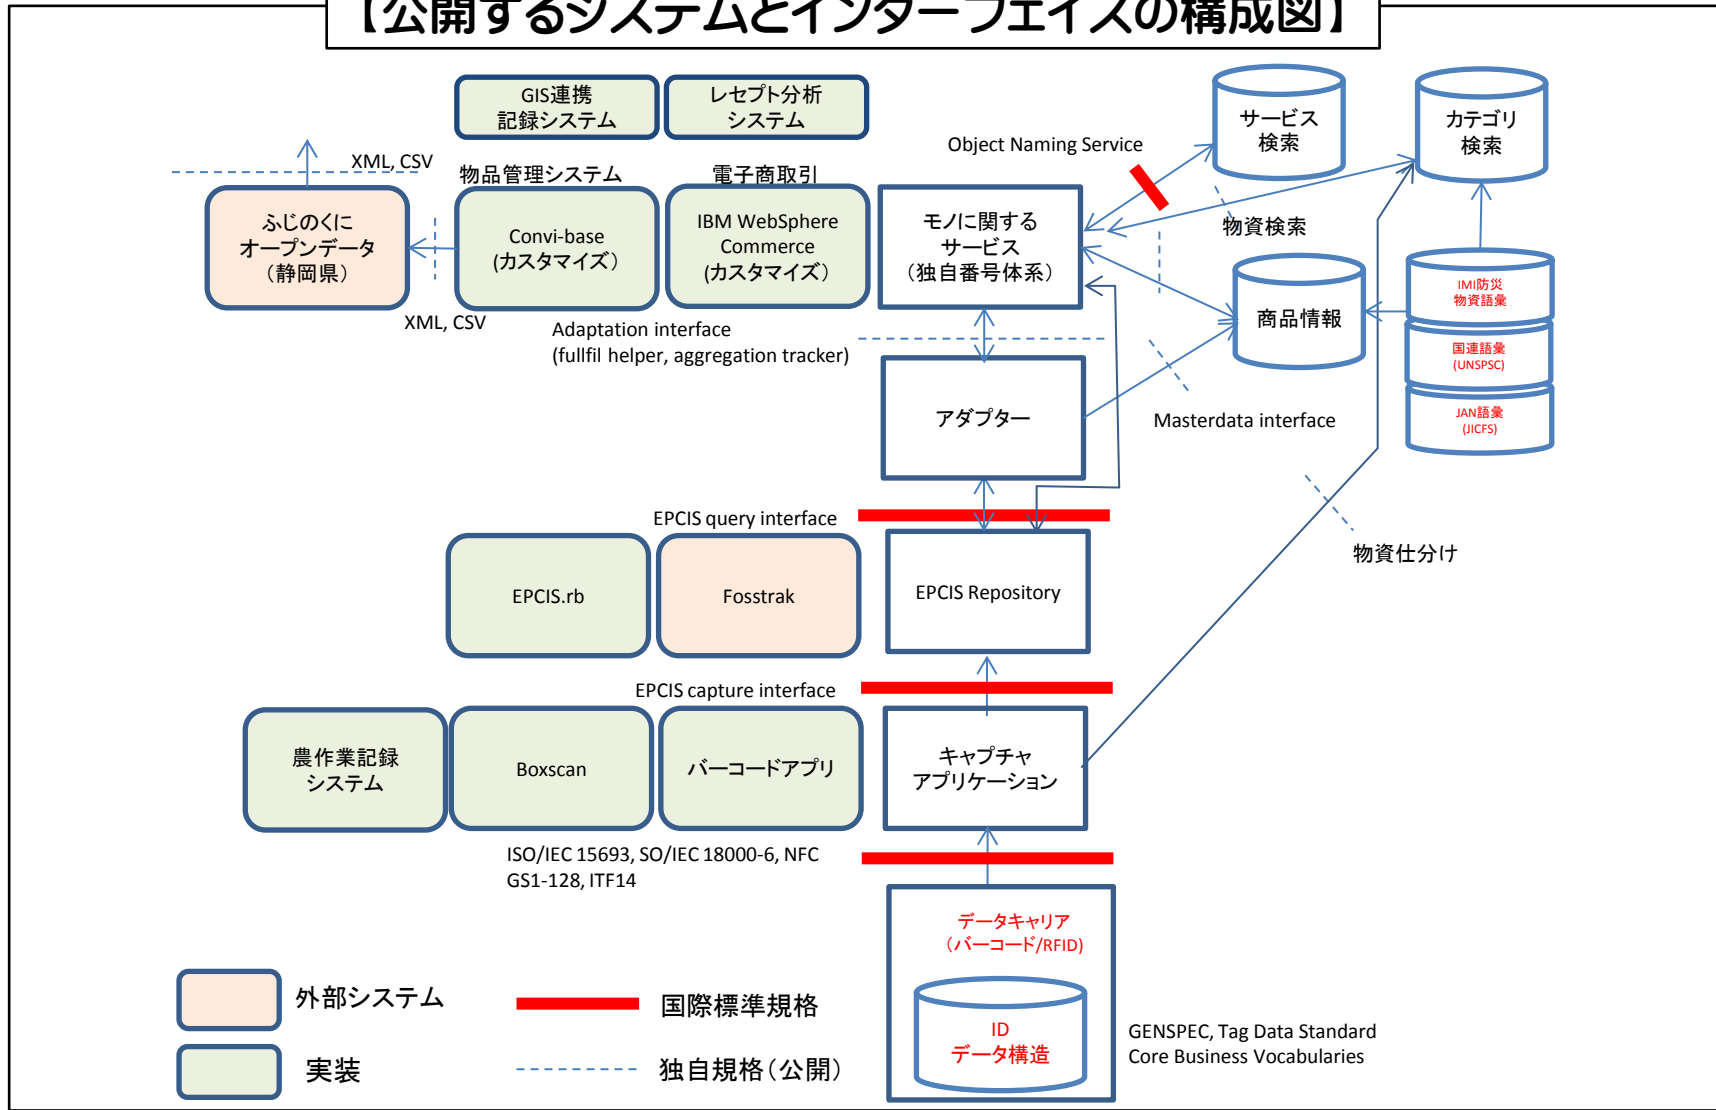 【公開するシステムとインターフェイスの構成図】
GIS連携
記録システム
レセプト分析
システム
サービス
検索
カテゴリ
検索
Object Naming Service
XML, CSV
物品管理システム
電子商取引
ふじのくに
オープンデータ
（静岡県）
Convi-base
(カスタマイズ）
IBM WebSphere
Commerce
(カスタマイズ）
モノに関する
サービス
（独自番号体系）
物資検索
IMI防災
物資語彙
商品情報
XML, CSV
Adaptation interface
(fullfil helper, aggregation tracker)
国連語彙
(UNSPSC)
アダプター
Masterdata interface
JAN語彙
(JICFS)
EPCIS query interface
物資仕分け
EPCIS.rb
Fosstrak
EPCIS Repository
EPCIS capture interface
農作業記録
システム
Boxscan
バーコードアプリ
キャプチャ
アプリケーション
ISO/IEC 15693, SO/IEC 18000-6, NFC
GS1-128, ITF14
データキャリア
（バーコード/RFID)
ID
データ構造
GENSPEC, Tag Data Standard
Core Business Vocabularies
外部システム
国際標準規格
実装
独自規格（公開）